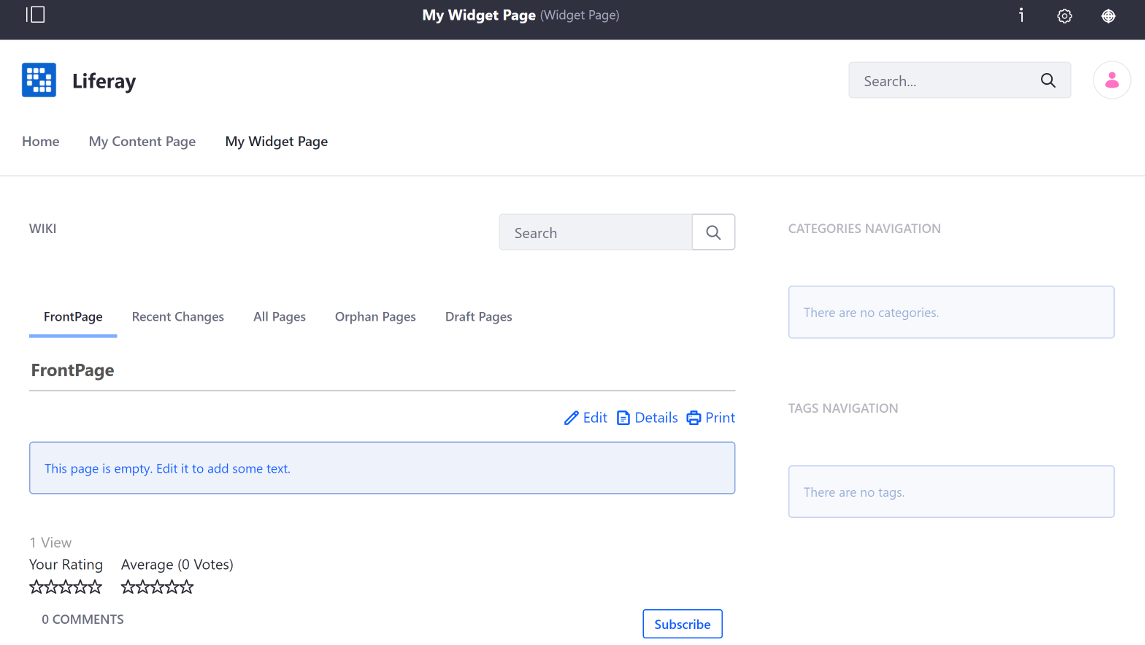 My Widget Page (Widget Page)
Liferay
Search...
Home My Content Page My Widget Page
WIKI
Search
FrontPage Recent Changes All Pages Orphan Pages Draft Pages
FrontPage
Edit Details Print
This page is empty. Edit it to add some text.
1 View
Your Rating Average (0 Votes)
0 COMMENTS
Subscribe
CATEGORIES NAVIGATION
There are no categories.
TAGS NAVIGATION
There are no tags.